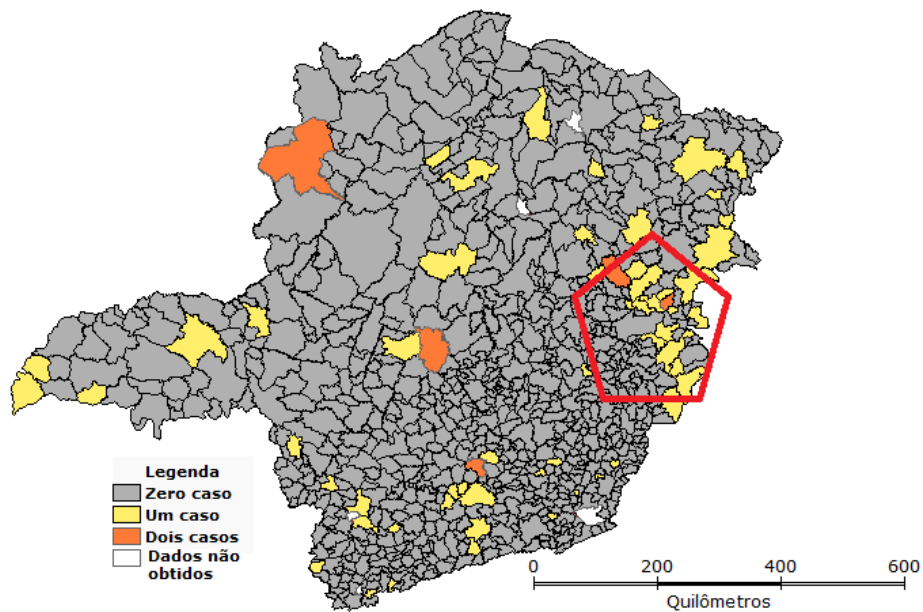 Legenda
Zero caso
Um caso
Dois casos
Dados não
obtidos
0 200 400 600
Quilômetros